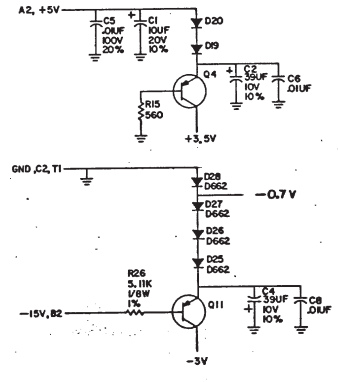 A2, +5V
C5
.01UF
100V
20%
+
C1
10UF
20V
10%
D20
D19
Q4
+
C2
39UF
10V
10%
C6
.01UF
R15
560
+3.5V
GND, C2, T1
D28
D662
-0.7V
D27
D662
D26
D662
D25
D662
R26
5.11K
1/8W
1%
-15V, B2
Q11
+
C4
39UF
10V
10%
C8
.01UF
-3V